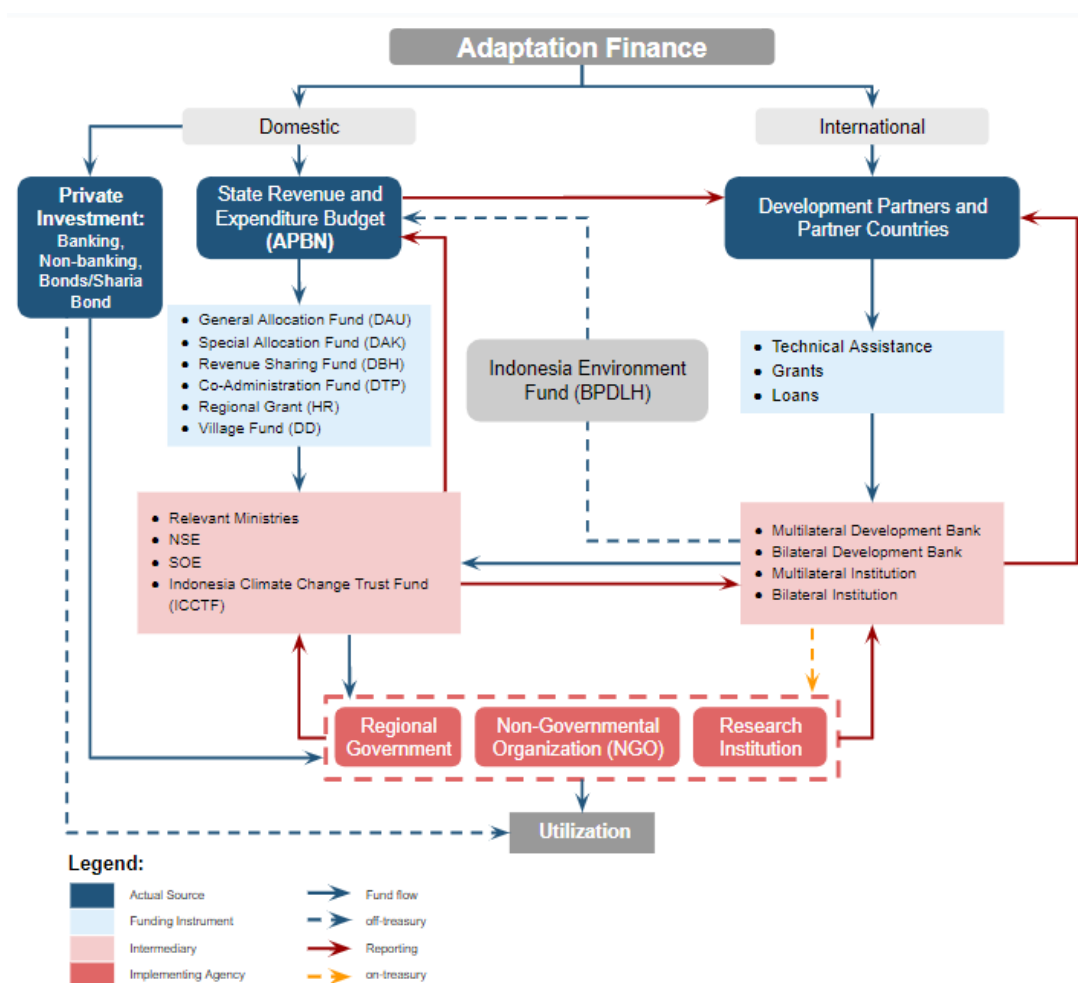 Adaptation Finance
Domestic
International
Private
Investment:
Banking,
Non-banking,
Bonds/Sharia
Bond
State Revenue and
Expenditure Budget
(APBN)
Development Partners and
Partner Countries
● General Allocation Fund (DAU)
● Special Allocation Fund (DAK)
● Revenue Sharing Fund (DBH)
● Co-Administration Fund (DTP)
● Regional Grant (HR)
● Village Fund (DD)
Indonesia Environment
Fund (BPDLH)
● Technical Assistance
● Grants
● Loans
● Relevant Ministries
● NSE
● SOE
● Indonesia Climate Change Trust Fund
(ICCTF)
● Multilateral Development Bank
● Bilateral Development Bank
● Multilateral Institution
● Bilateral Institution
Regional
Government
Non-Governmental
Organization (NGO)
Research
Institution
Utilization
Legend:
Actual Source
Funding Instrument
Intermediary
Implementing Agency
Fund flow
off-treasury
Reporting
on-treasury